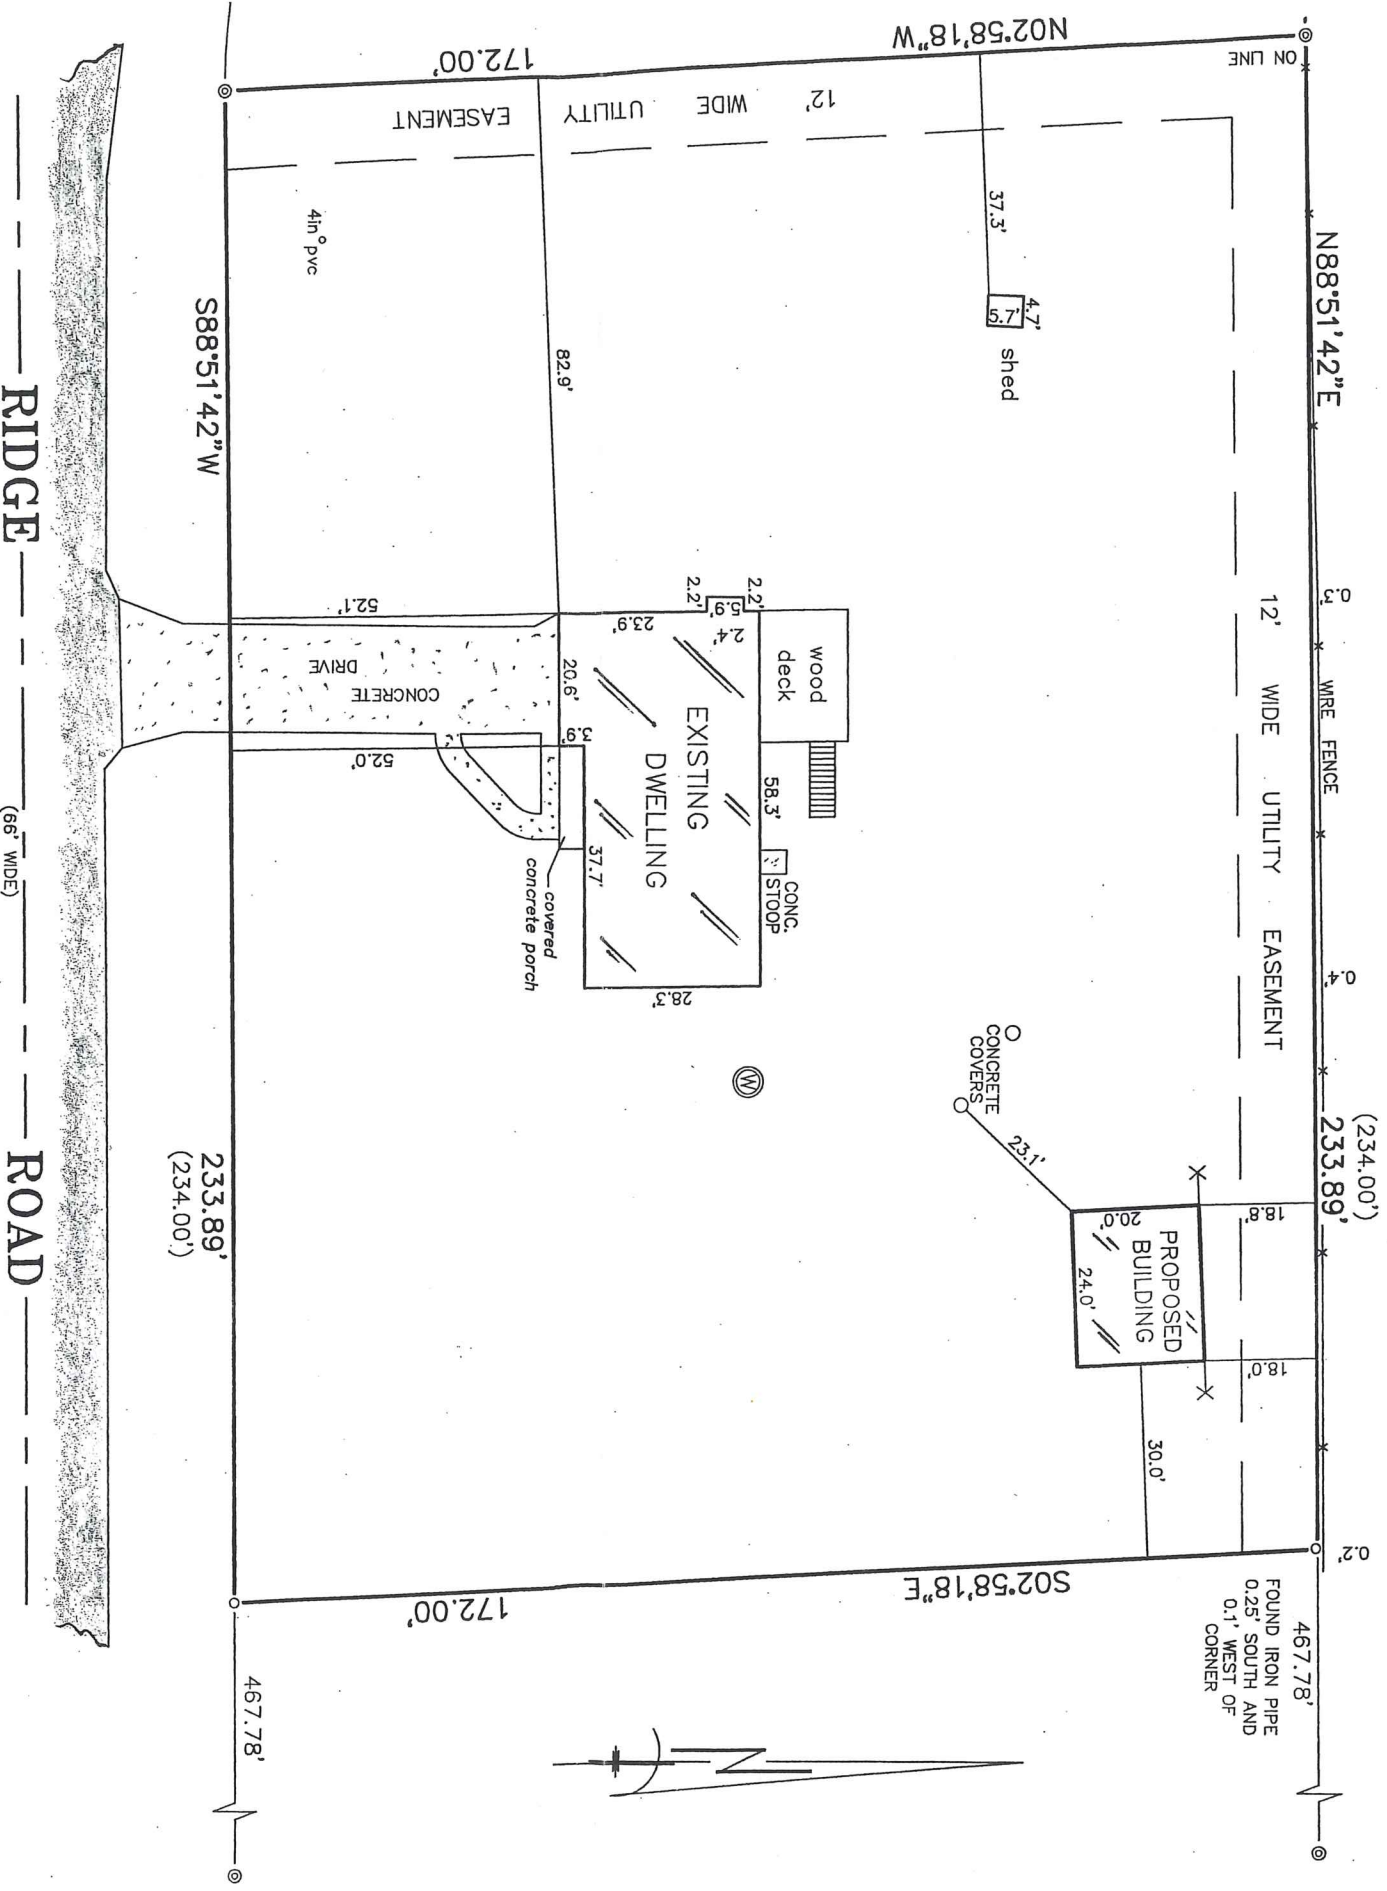 N88°51'42"E
(234.00')
233.89'
467.78'
FOUND IRON PIPE
0.25' SOUTH AND
0.1' WEST OF
CORNER
ON LINE
0.3'
WIRE FENCE
0.4'
0.2'
12' WIDE UTILITY EASEMENT
18.8'
18.0'
PROPOSED
BUILDING
20.0'
24.0'
30.0'
23.1'
CONCRETE
COVERS
N02°58'18"W
172.00'
12' WIDE UTILITY EASEMENT
37.3'
4.7'
5.7'
shed
S02°58'18"E
172.00'
wood
deck
2.2'
5.9'
2.2'
2.4'
58.3'
CONC.
STOOP
W
EXISTING
DWELLING
23.9'
28.3'
82.9'
20.6'
3.9'
37.7'
covered
concrete porch
52.1'
52.0'
CONCRETE
DRIVE
4in° pvc
S88°51'42"W
233.89'
(234.00')
467.78'
N
RIDGE ROAD
(66' WIDE)